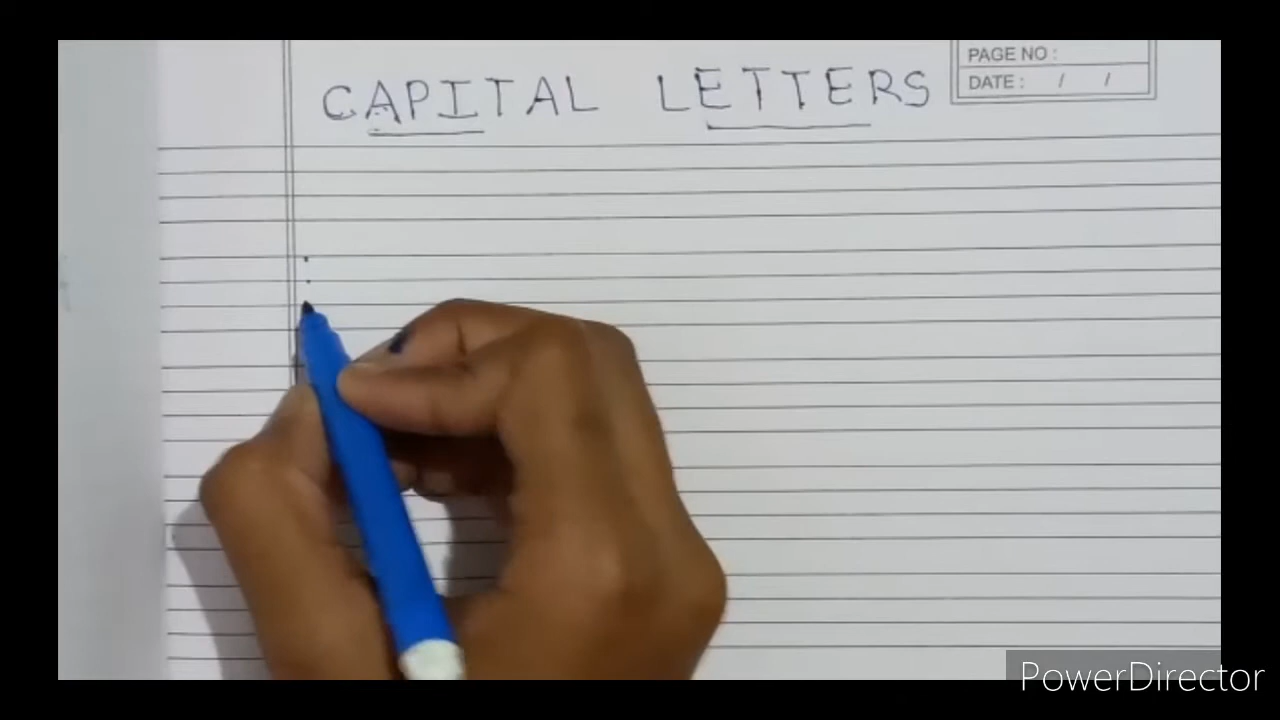 PAGE NO :
CAPITAL LETTERS
DATE : / /
PowerDirector